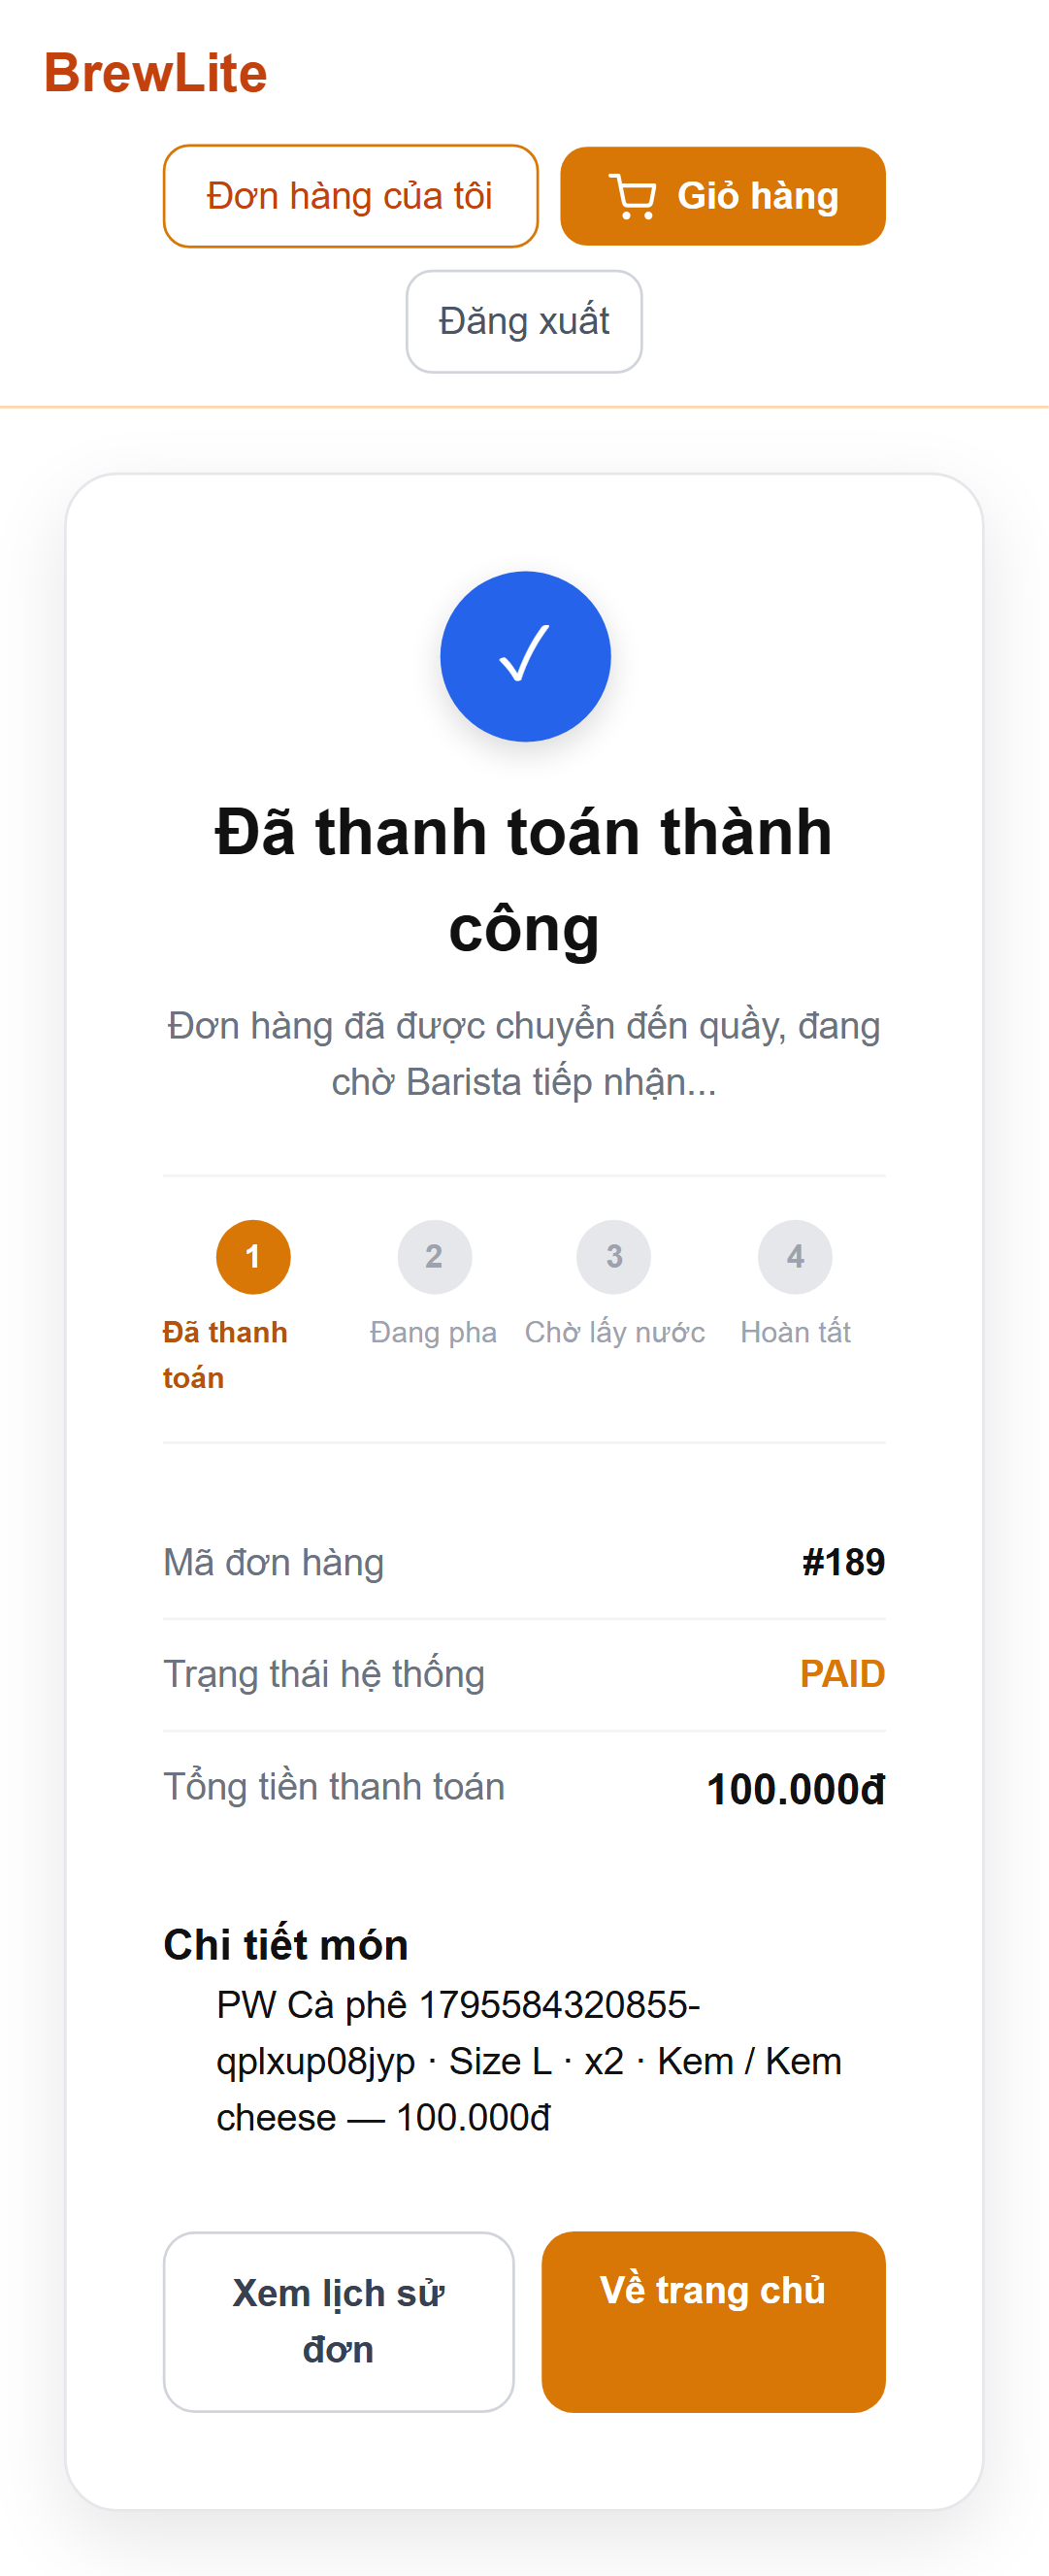 BrewLite
Đơn hàng của tôi
Giỏ hàng
Đăng xuất
✓
Đã thanh toán thành
công
Đơn hàng đã được chuyển đến quầy, đang
chờ Barista tiếp nhận...
1
2
3
4
Đã thanh
toán
Đang pha
Chờ lấy nước
Hoàn tất
Mã đơn hàng
#189
Trạng thái hệ thống
PAID
Tổng tiền thanh toán
100.000đ
Chi tiết món
PW Cà phê 1795584320855-
qplxup08jyp · Size L · x2 · Kem / Kem
cheese — 100.000đ
Xem lịch sử
đơn
Về trang chủ